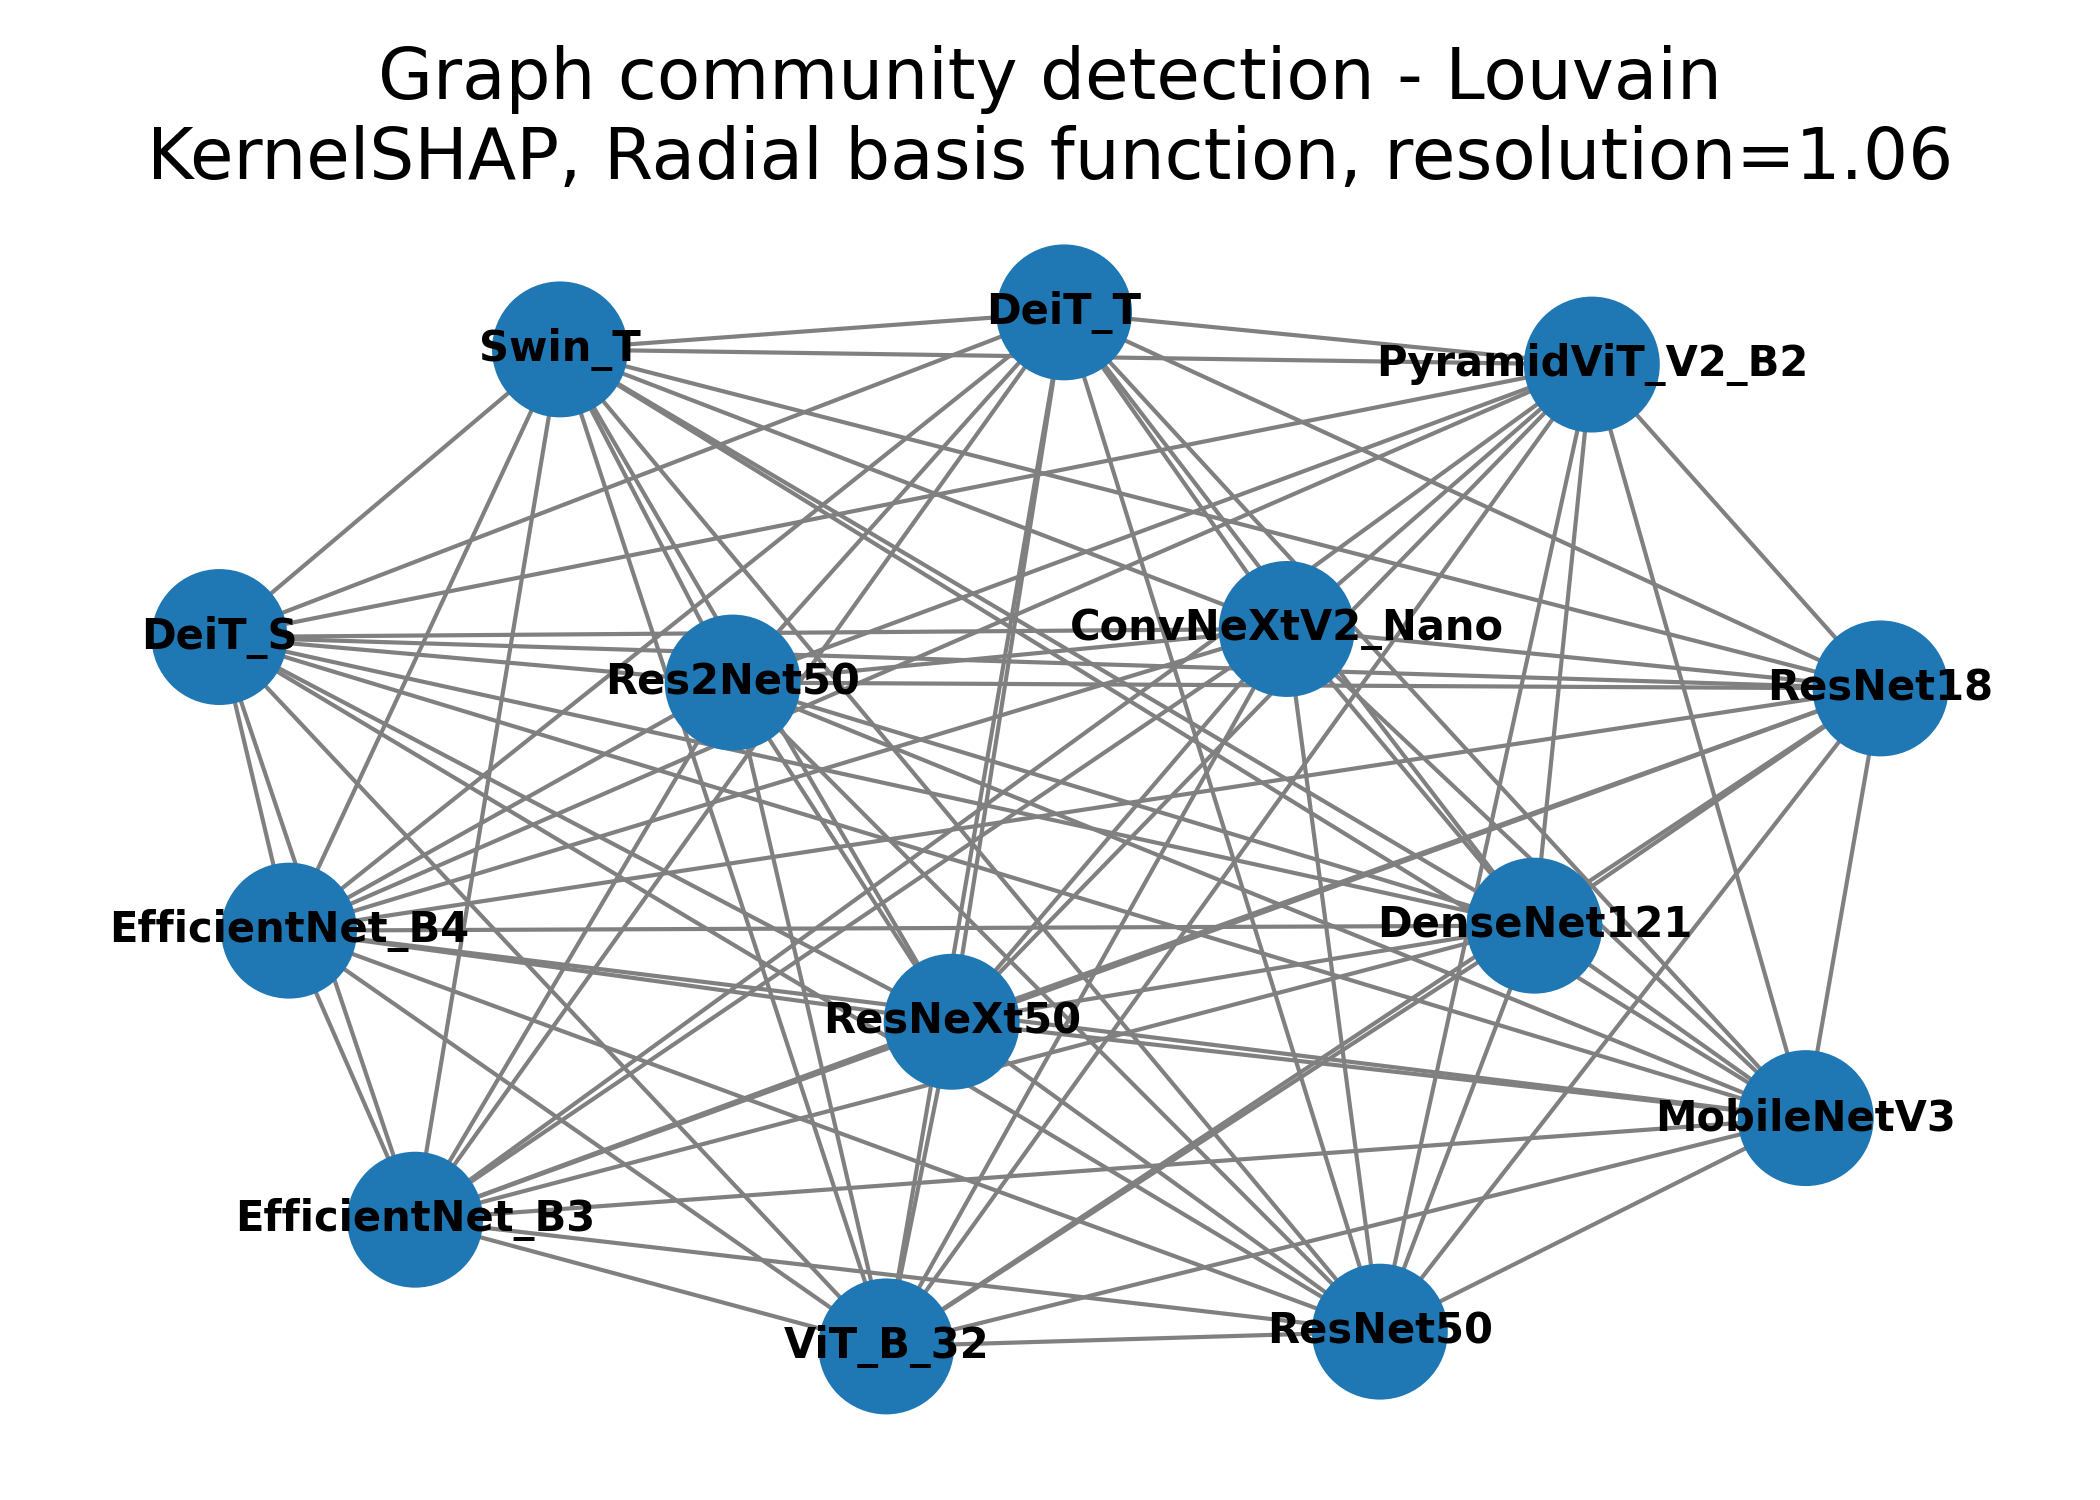 Graph community detection - Louvain
KernelSHAP, Radial basis function, resolution=1.06
DeiT_T
Swin_T
PyramidViT_V2_B2
ConvNeXtV2_Nano
DeiT_S
Res2Net50
ResNet18
EfficientNet_B4
DenseNet121
ResNeXt50
MobileNetV3
EfficientNet_B3
ViT_B_32
ResNet50